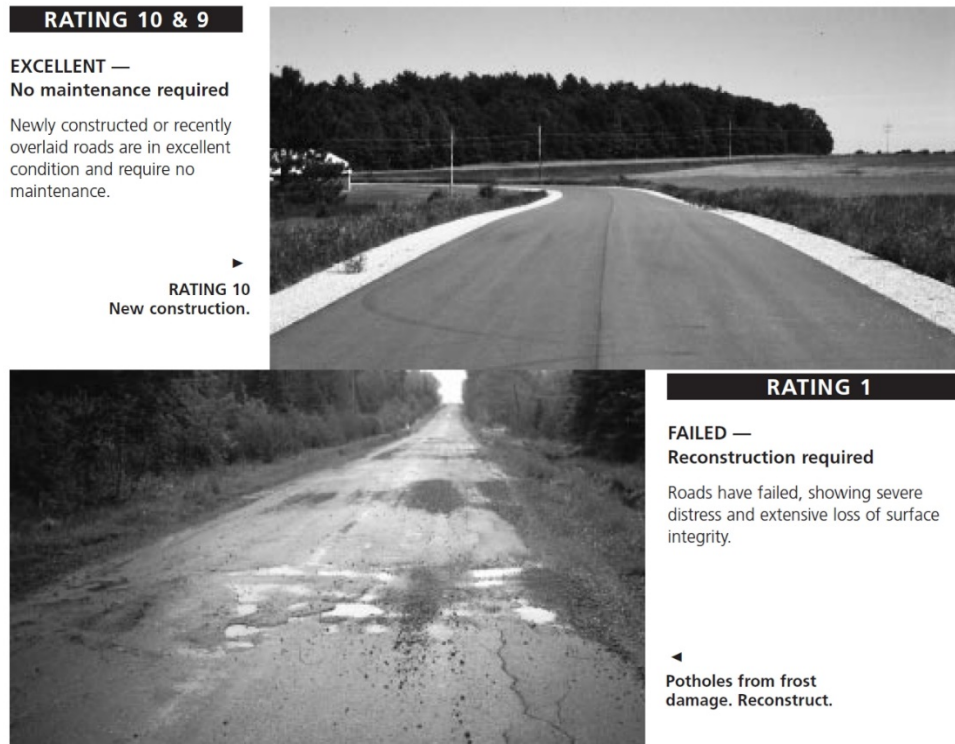 RATING 10 & 9
EXCELLENT —
No maintenance required
Newly constructed or recently
overlaid roads are in excellent
condition and require no
maintenance.
►
RATING 10
New construction.
RATING 1
FAILED —
Reconstruction required
Roads have failed, showing severe
distress and extensive loss of surface
integrity.
◄
Potholes from frost
damage. Reconstruct.